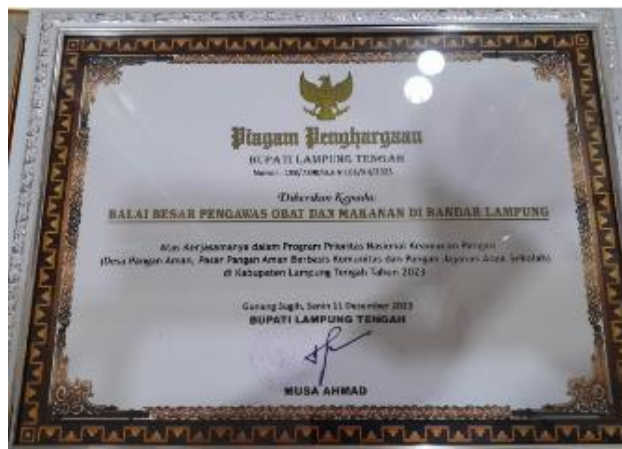 Piagam Penghargaan
BUPATI LAMPUNG TENGAH
Nomor :
Diberikan Kepada:
BALAI BESAR PENGAWAS OBAT DAN MAKANAN DI BANDAR LAMPUNG
Atas Kerjasamanya dalam Program Prioritas Nasional Keamanan Pangan
(Desa Pangan Aman, Pasar Pangan Aman Berbasis Komunitas dan Pangan Jajanan Anak Sekolah)
di Kabupaten Lampung Tengah Tahun 2023
Gunung Sugih, Senin 11 Desember 2023
BUPATI LAMPUNG TENGAH
MUSA AHMAD